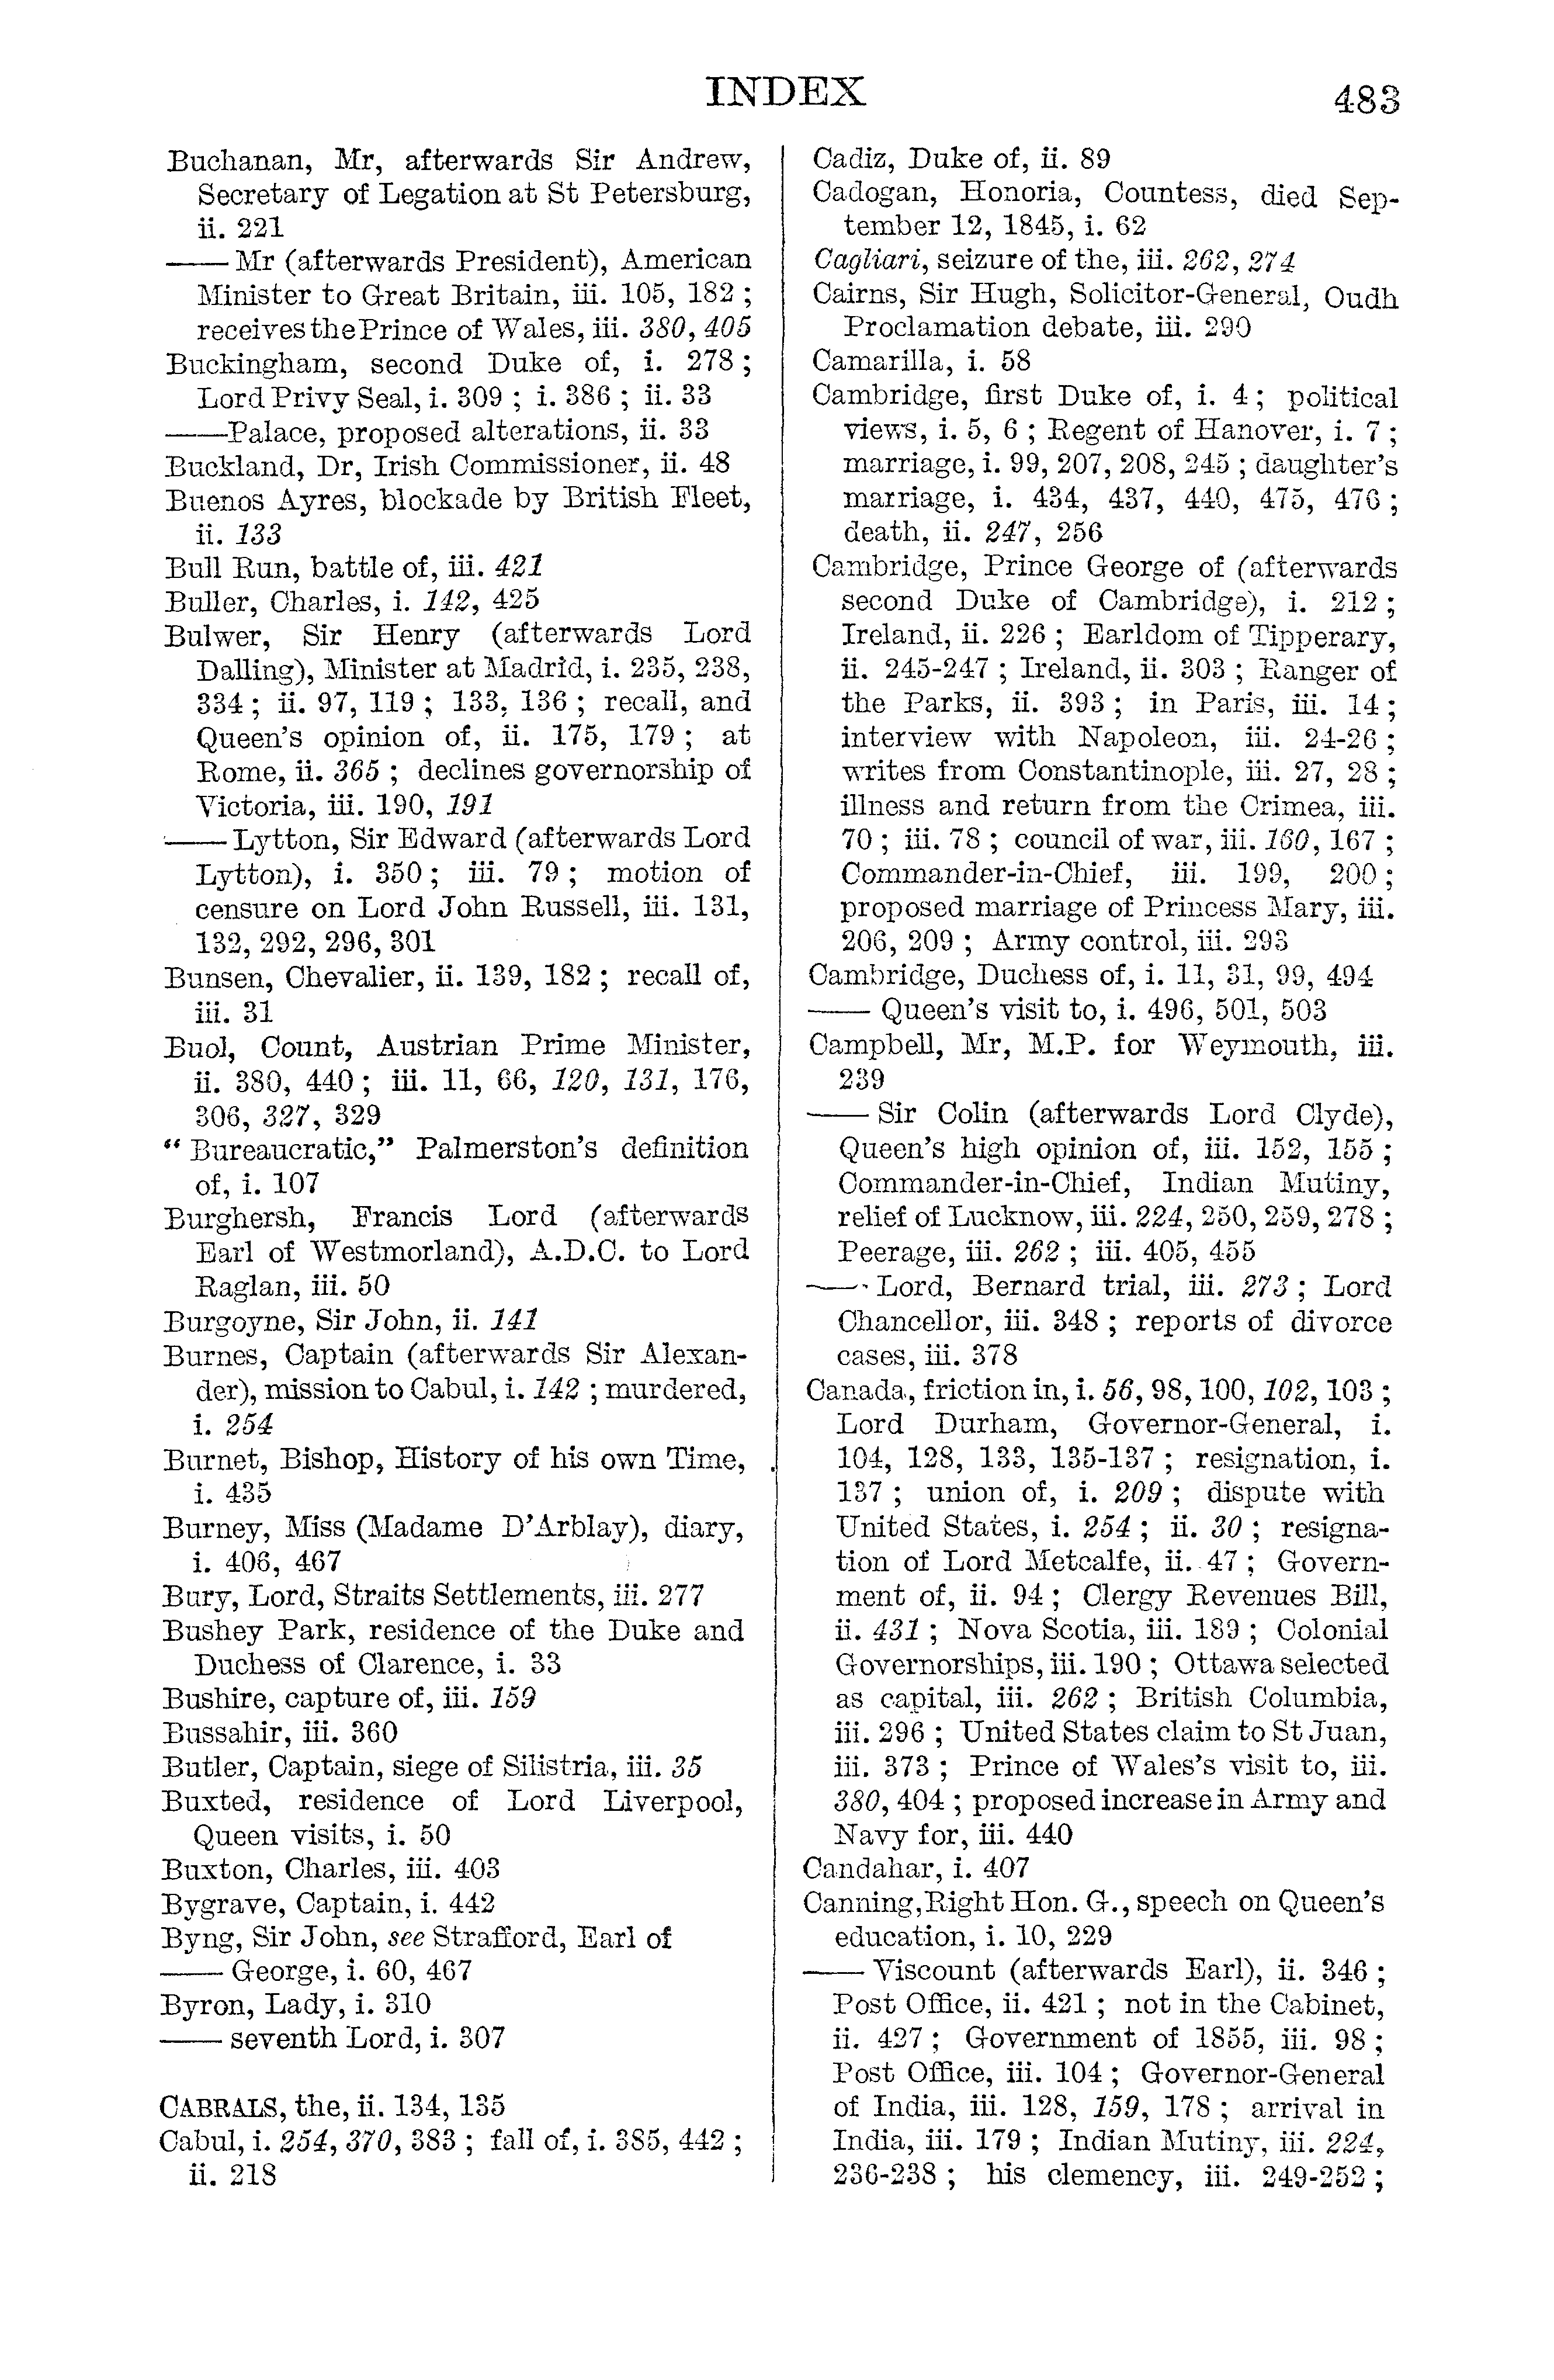 INDEX
483
Buchanan, Mr, afterwards Sir Andrew,
Secretary of Legation at St Petersburg,
ii. 221
—— Mr (afterwards President), American
Minister to Great Britain, iii. 105, 182 ;
receives the Prince of Wales, iii. 380, 405
Buckingham, second Duke of, i. 278 ;
Lord Privy Seal, i. 309 ; i. 386 ; ii. 33
——Palace, proposed alterations, ii. 33
Buckland, Dr, Irish Commissioner, ii. 48
Buenos Ayres, blockade by British Fleet,
ii. 133
Bull Run, battle of, iii. 421
Buller, Charles, i. 142, 425
Bulwer, Sir Henry (afterwards Lord
Dalling), Minister at Madrid, i. 235, 238,
334 ; ii. 97, 119 ; 133, 136 ; recall, and
Queen's opinion of, ii. 175, 179 ; at
Rome, ii. 365 ; declines governorship of
Victoria, iii. 190, 191
—— Lytton, Sir Edward (afterwards Lord
Lytton), i. 350 ; iii. 79 ; motion of
censure on Lord John Russell, iii. 131,
132, 292, 296, 301
Bunsen, Chevalier, ii. 139, 182 ; recall of,
iii. 31
Buol, Count, Austrian Prime Minister,
ii. 380, 440 ; iii. 11, 66, 120, 131, 176,
306, 327, 329
" Bureaucratic," Palmerston's definition
of, i. 107
Burghersh, Francis Lord (afterwards
Earl of Westmorland), A.D.C. to Lord
Raglan, iii. 50
Burgoyne, Sir John, ii. 141
Burnes, Captain (afterwards Sir Alexan-
der), mission to Cabul, i. 142 ; murdered,
i. 254
Burnet, Bishop, History of his own Time,
i. 435
Burney, Miss (Madame D'Arblay), diary,
i. 406, 467
Bury, Lord, Straits Settlements, iii. 277
Bushey Park, residence of the Duke and
Duchess of Clarence, i. 33
Bushire, capture of, iii. 159
Bussahir, iii. 360
Butler, Captain, siege of Silistria, iii. 35
Buxted, residence of Lord Liverpool,
Queen visits, i. 50
Buxton, Charles, iii. 403
Bygrave, Captain, i. 442
Byng, Sir John, see Strafford, Earl of
—— George, i. 60, 467
Byron, Lady, i. 310
—— seventh Lord, i. 307
CABRALS, the, ii. 134, 135
Cabul, i. 254, 370, 383 ; fall of, i. 385, 442 ;
ii. 218
Cadiz, Duke of, ii. 89
Cadogan, Honoria, Countess, died Sep-
tember 12, 1845, i. 62
Cagliari, seizure of the, iii. 262, 274
Cairns, Sir Hugh, Solicitor-General, Oudh
Proclamation debate, iii. 290
Camarilla, i. 58
Cambridge, first Duke of, i. 4 ; political
views, i. 5, 6 ; Regent of Hanover, i. 7 ;
marriage, i. 99, 207, 208, 245 ; daughter's
marriage, i. 434, 437, 440, 475, 476 ;
death, ii. 247, 256
Cambridge, Prince George of (afterwards
second Duke of Cambridge), i. 212 ;
Ireland, ii. 226 ; Earldom of Tipperary,
ii. 245-247 ; Ireland, ii. 303 ; Ranger of
the Parks, ii. 393 ; in Paris, iii. 14 ;
interview with Napoleon, iii. 24-26 ;
writes from Constantinople, iii. 27, 28 ;
illness and return from the Crimea, iii.
70 ; iii. 78 ; council of war, iii. 160, 167 ;
Commander-in-Chief, iii. 199, 200 ;
proposed marriage of Princess Mary, iii.
206, 209 ; Army control, iii. 293
Cambridge, Duchess of, i. 11, 31, 99, 494
—— Queen's visit to, i. 496, 501, 503
Campbell, Mr, M.P. for Weymouth, iii.
239
—— Sir Colin (afterwards Lord Clyde),
Queen's high opinion of, iii. 152, 155 ;
Commander-in-Chief, Indian Mutiny,
relief of Lucknow, iii. 224, 250, 259, 278 ;
Peerage, iii. 262 ; iii. 405, 455
—— Lord, Bernard trial, iii. 273 ; Lord
Chancellor, iii. 348 ; reports of divorce
cases, iii. 378
Canada, friction in, i. 56, 98, 100, 102, 103 ;
Lord Durham, Governor-General, i.
104, 128, 133, 135-137 ; resignation, i.
137 ; union of, i. 209 ; dispute with
United States, i. 254 ; ii. 30 ; resigna-
tion of Lord Metcalfe, ii. 47 ; Govern-
ment of, ii. 94 ; Clergy Revenues Bill,
ii. 431 ; Nova Scotia, iii. 189 ; Colonial
Governorships, iii. 190 ; Ottawa selected
as capital, iii. 262 ; British Columbia,
iii. 296 ; United States claim to St Juan,
iii. 373 ; Prince of Wales's visit to, iii.
380, 404 ; proposed increase in Army and
Navy for, iii. 440
Candahar, i. 407
Canning, Right Hon. G., speech on Queen's
education, i. 10, 229
—— Viscount (afterwards Earl), ii. 346 ;
Post Office, ii. 421 ; not in the Cabinet,
ii. 427 ; Government of 1855, iii. 98 ;
Post Office, iii. 104 ; Governor-General
of India, iii. 128, 159, 178 ; arrival in
India, iii. 179 ; Indian Mutiny, iii. 224,
236-238 ; his clemency, iii. 249-252 ;